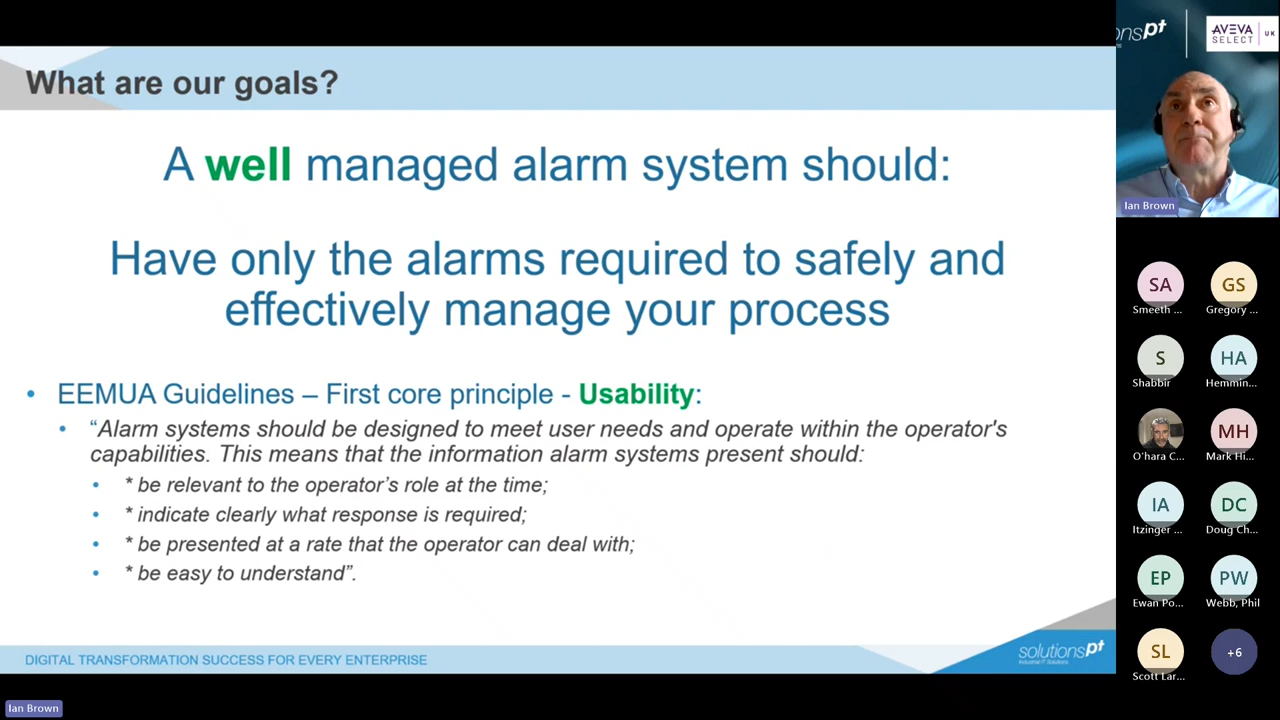 What are our goals?
A well managed alarm system should:
Have only the alarms required to safely and
effectively manage your process
• EEMUA Guidelines – First core principle - Usability:
• “Alarm systems should be designed to meet user needs and operate within the operator's
capabilities. This means that the information alarm systems present should:
• * be relevant to the operator’s role at the time;
• * indicate clearly what response is required;
• * be presented at a rate that the operator can deal with;
• * be easy to understand”.
DIGITAL TRANSFORMATION SUCCESS FOR EVERY ENTERPRISE
solutionspt
Industrial IT Solutions
Ian Brown
onspt
AVEVA
SELECT UK
Ian Brown
SA GS
Smeeth ... Gregory ...
S HA
Shabbir Hemmin...
MH
O'hara C... Mark Hi...
IA DC
Itzinger ... Doug Ch...
EP PW
Ewan Po... Webb, Phil
SL +6
Scott Lar...